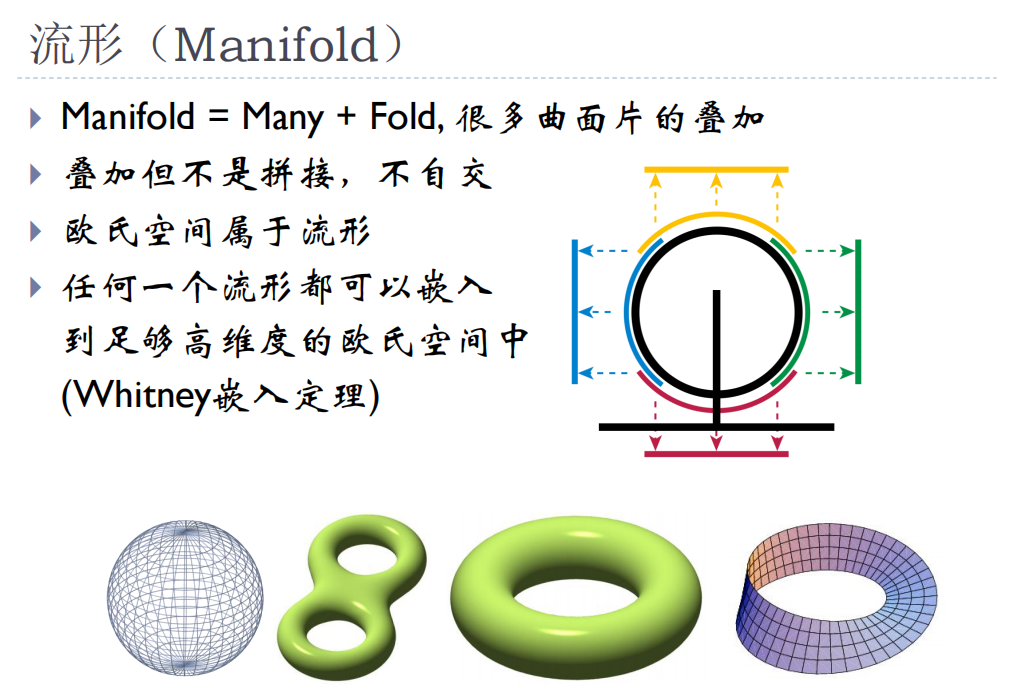 流形（Manifold）
Manifold = Many + Fold, 很多曲面片的叠加
叠加但不是拼接，不自交
欧氏空间属于流形
任何一个流形都可以嵌入
到足够高维度的欧氏空间中
(Whitney嵌入定理)